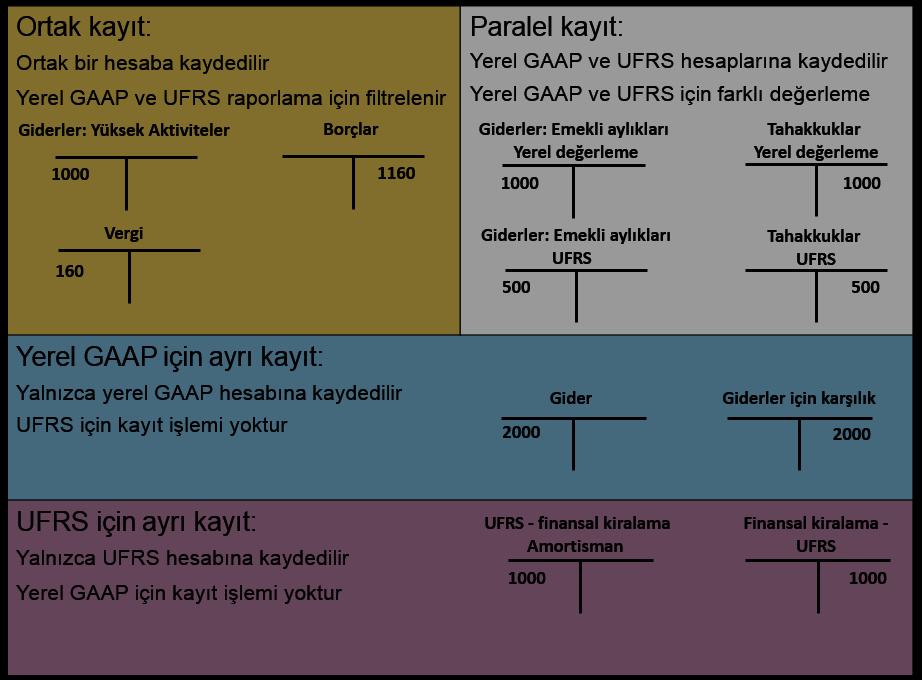 Ortak kayıt:
Ortak bir hesaba kaydedilir
Yerel GAAP ve UFRS raporlama için filtrelenir
Giderler: Yüksek Aktiviteler
Borçlar
1000
1160
Vergi
160
Paralel kayıt:
Yerel GAAP ve UFRS hesaplarına kaydedilir
Yerel GAAP ve UFRS için farklı değerleme
Giderler: Emekli aylıkları
Yerel değerleme
Tahakkuklar
Yerel değerleme
1000
1000
Giderler: Emekli aylıkları
UFRS
Tahakkuklar
UFRS
500
500
Yerel GAAP için ayrı kayıt:
Yalnızca yerel GAAP hesabına kaydedilir
UFRS için kayıt işlemi yoktur
Gider
Giderler için karşılık
2000
2000
UFRS için ayrı kayıt:
Yalnızca UFRS hesabına kaydedilir
Yerel GAAP için kayıt işlemi yoktur
UFRS - finansal kiralama
Amortisman
Finansal kiralama -
UFRS
1000
1000